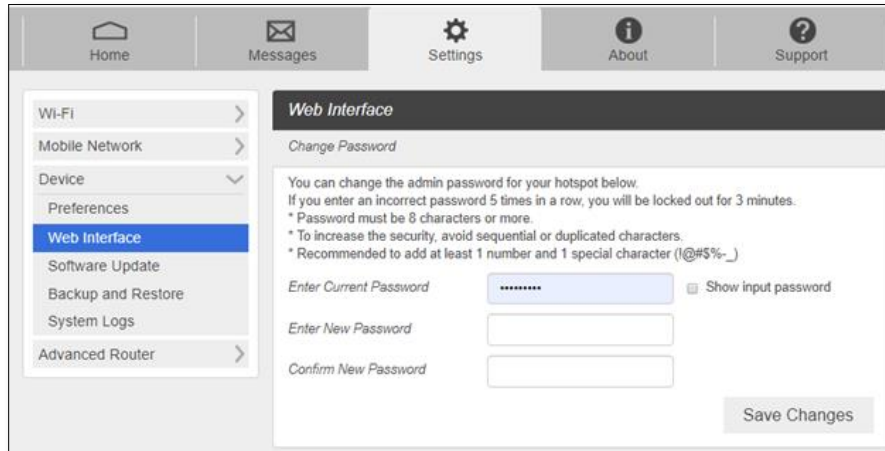 Home
Messages
Settings
About
Support
Wi-Fi
Mobile Network
Device
Preferences
Web Interface
Software Update
Backup and Restore
System Logs
Advanced Router
Web Interface
Change Password
You can change the admin password for your hotspot below.
If you enter an incorrect password 5 times in a row, you will be locked out for 3 minutes.
* Password must be 8 characters or more.
* To increase the security, avoid sequential or duplicated characters.
* Recommended to add at least 1 number and 1 special character (!@#$%-_)
Enter Current Password
•••••••••
Show input password
Enter New Password
Confirm New Password
Save Changes